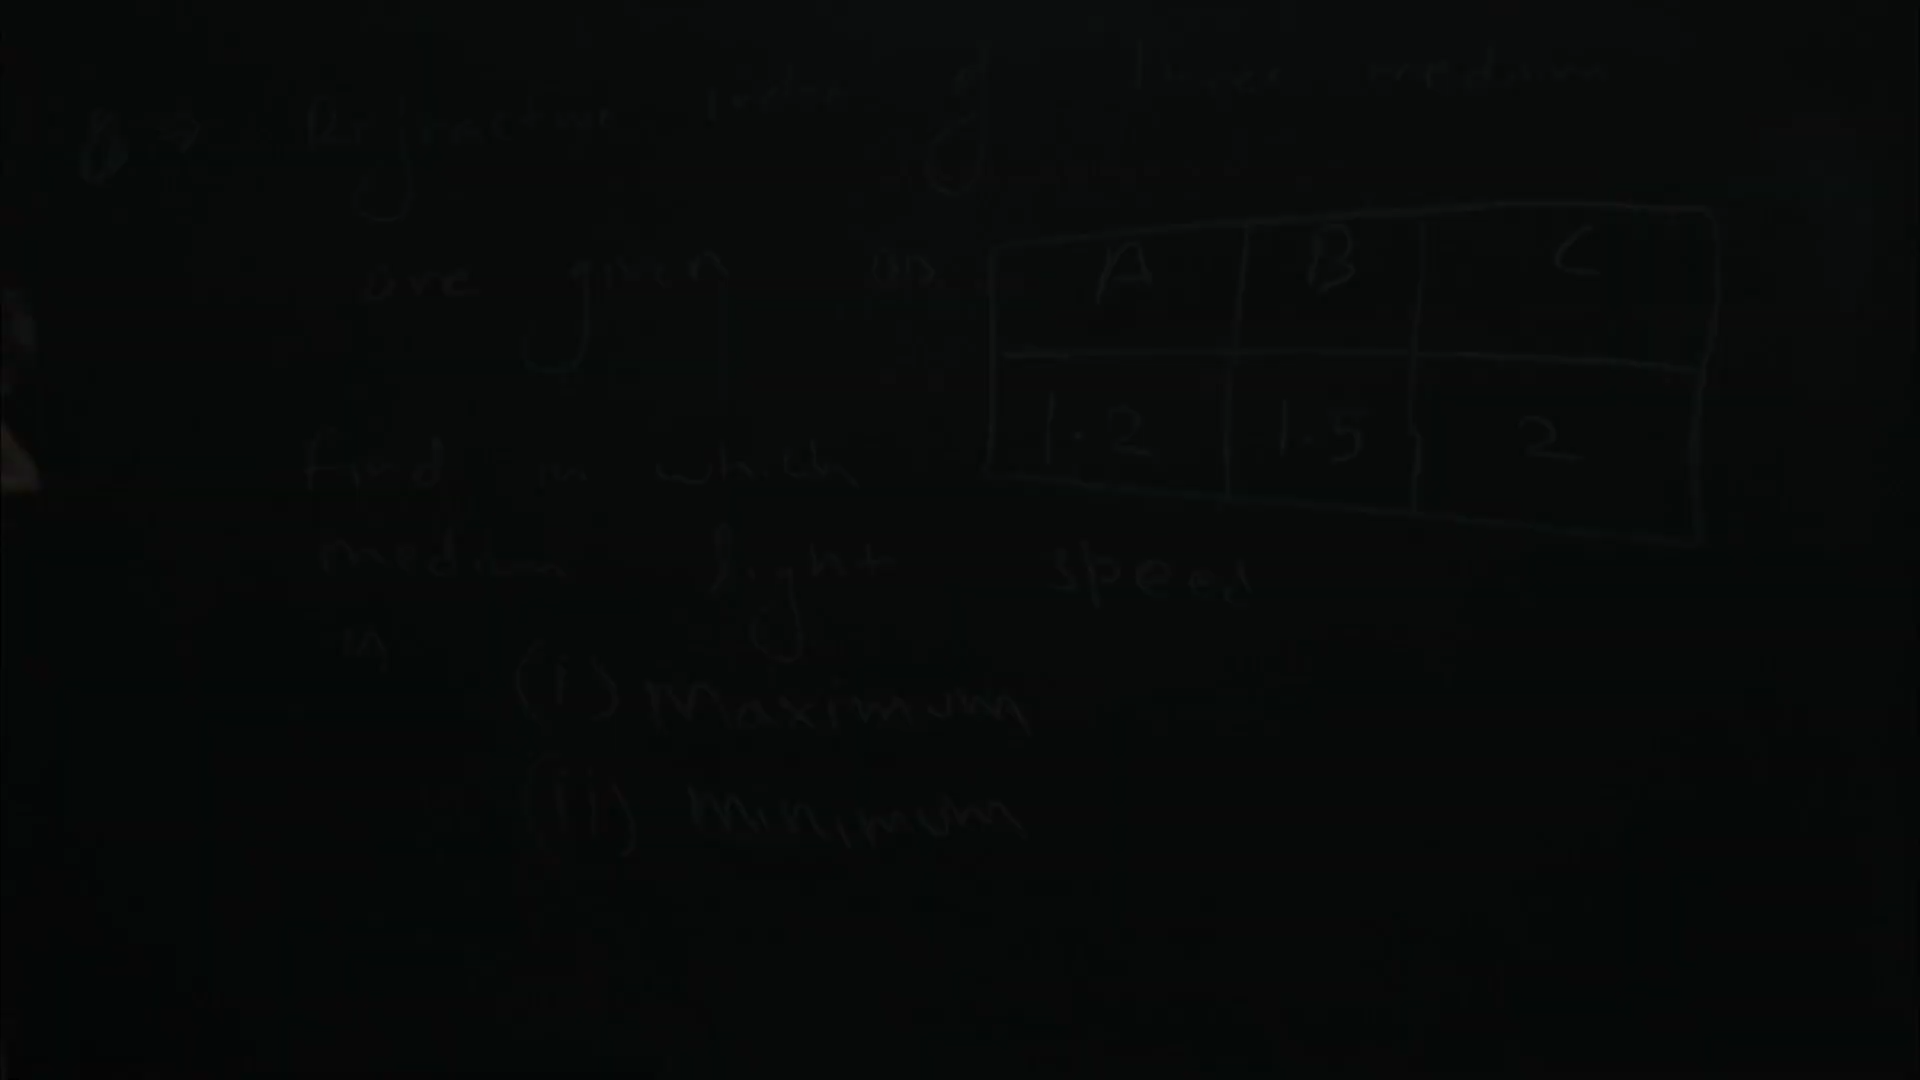 Q → Refractive index of three medium
are given as
A B C
1.2 1.5 2
find in which
medium light speed
is
(i) Maximum
(ii) Minimum